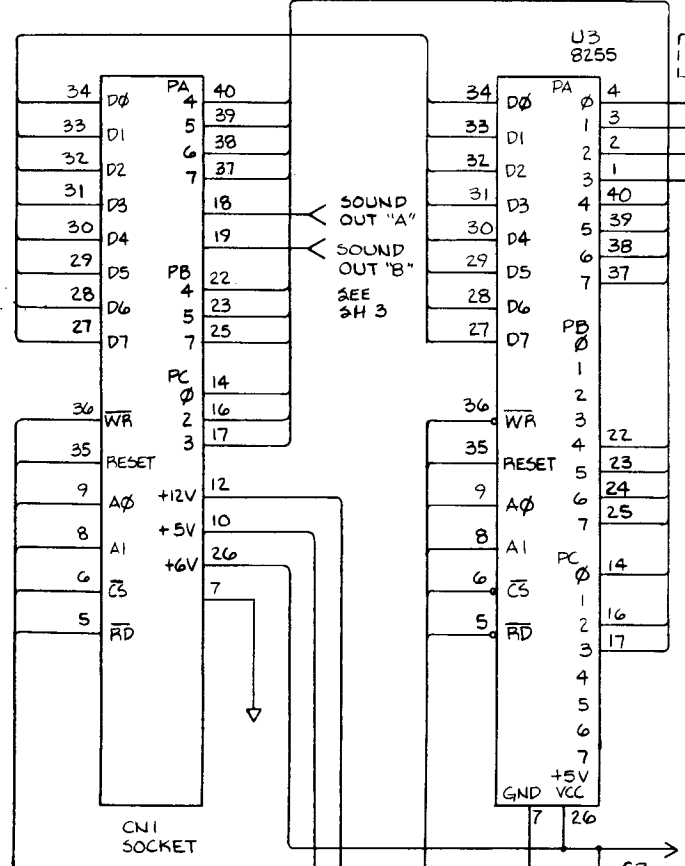 U3
8255
34 DØ PA 4 40
33 D1 5 39
32 D2 6 38
31 D3 7 37
30 D4 18 SOUND OUT "A"
29 D5 19 SOUND OUT "B"
28 D6 PB 4 22 SEE SH 3
27 D7 5 23
7 25
PC Ø 14
36 WR 2 16
3 17
35 RESET
9 AØ +12V 12
8 A1 +5V 10
6 CS +6V 26
5 RD 7
CN1
SOCKET
34 DØ PA Ø 4
33 D1 1 3
32 D2 2 2
3 1
31 D3 4 40
30 D4 5 39
29 D5 6 38
28 D6 7 37
27 D7 PB Ø
1
2
36 WR 3
4 22
35 RESET 5 23
9 AØ 6 24
7 25
8 A1 PC Ø 14
6 CS 1
2 16
5 RD 3 17
4
5
6
7
+5V
GND VCC
7 26